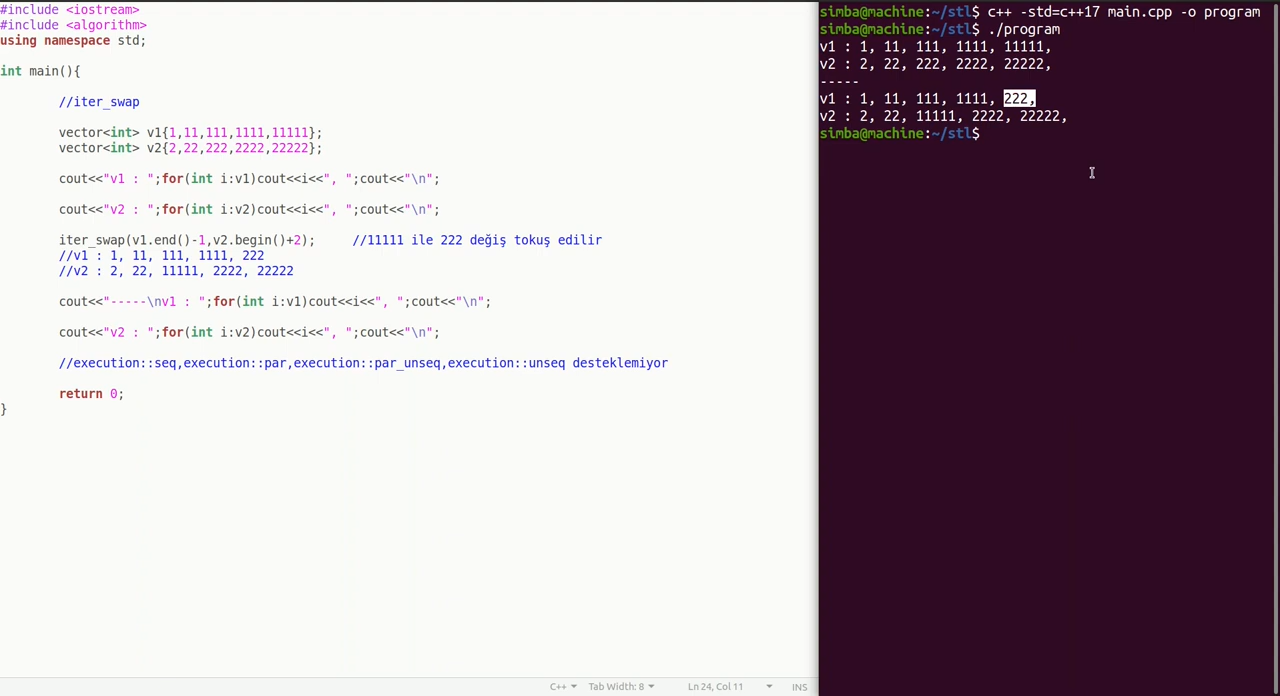 #include <iostream>
#include <algorithm>
using namespace std;
int main(){
//iter_swap
vector<int> v1{1,11,111,1111,11111};
vector<int> v2{2,22,222,2222,22222};
cout<<"v1 : ";for(int i:v1)cout<<i<<", ";cout<<"\n";
cout<<"v2 : ";for(int i:v2)cout<<i<<", ";cout<<"\n";
iter_swap(v1.end()-1,v2.begin()+2); //11111 ile 222 değiş tokuş edilir
//v1 : 1, 11, 111, 1111, 222
//v2 : 2, 22, 11111, 2222, 22222
cout<<"-----\nv1 : ";for(int i:v1)cout<<i<<", ";cout<<"\n";
cout<<"v2 : ";for(int i:v2)cout<<i<<", ";cout<<"\n";
//execution::seq,execution::par,execution::par_unseq,execution::unseq desteklemiyor
return 0;
}
C++ Tab Width: 8 Ln 24, Col 11 INS
simba@machine:~/stl$ c++ -std=c++17 main.cpp -o program
simba@machine:~/stl$ ./program
v1 : 1, 11, 111, 1111, 11111,
v2 : 2, 22, 222, 2222, 22222,
-----
v1 : 1, 11, 111, 1111, 222,
v2 : 2, 22, 11111, 2222, 22222,
simba@machine:~/stl$